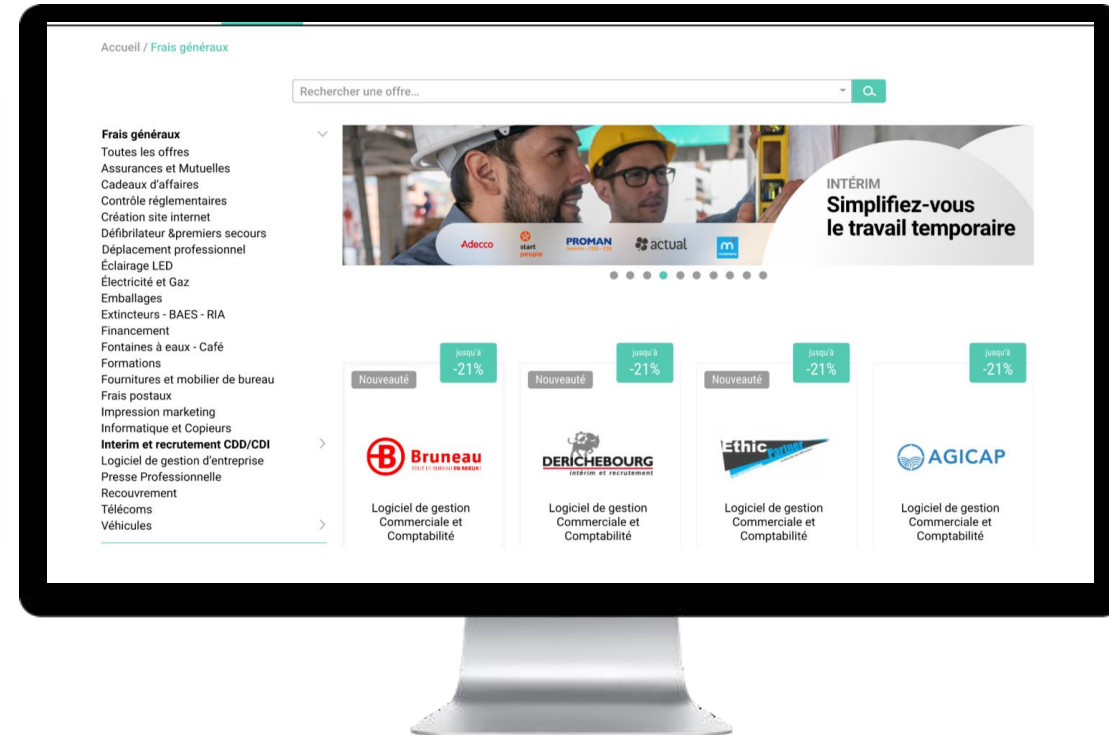 Accueil / Frais généraux
Rechercher une offre...
Frais généraux
Toutes les offres
Assurances et Mutuelles
Cadeaux d'affaires
Contrôle réglementaires
Création site internet
Défibrilateur &premiers secours
Déplacement professionnel
Éclairage LED
Électricité et Gaz
Emballages
Extincteurs - BAES - RIA
Financement
Fontaines à eaux - Café
Formations
Fournitures et mobilier de bureau
Frais postaux
Impression marketing
Informatique et Copieurs
Interim et recrutement CDD/CDI
Logiciel de gestion d'entreprise
Presse Professionnelle
Recouvrement
Télécoms
Véhicules
INTÉRIM
Simplifiez-vous
le travail temporaire
Adecco
start
people
PROMAN
actual
m
jusqu'à
-21%
Nouveauté
Bruneau
Logiciel de gestion
Commerciale et
Comptabilité
jusqu'à
-21%
Nouveauté
DERICHEBOURG
intérim et recrutement
Logiciel de gestion
Commerciale et
Comptabilité
jusqu'à
-21%
Nouveauté
Ethic
Partner
Logiciel de gestion
Commerciale et
Comptabilité
jusqu'à
-21%
AGICAP
Logiciel de gestion
Commerciale et
Comptabilité